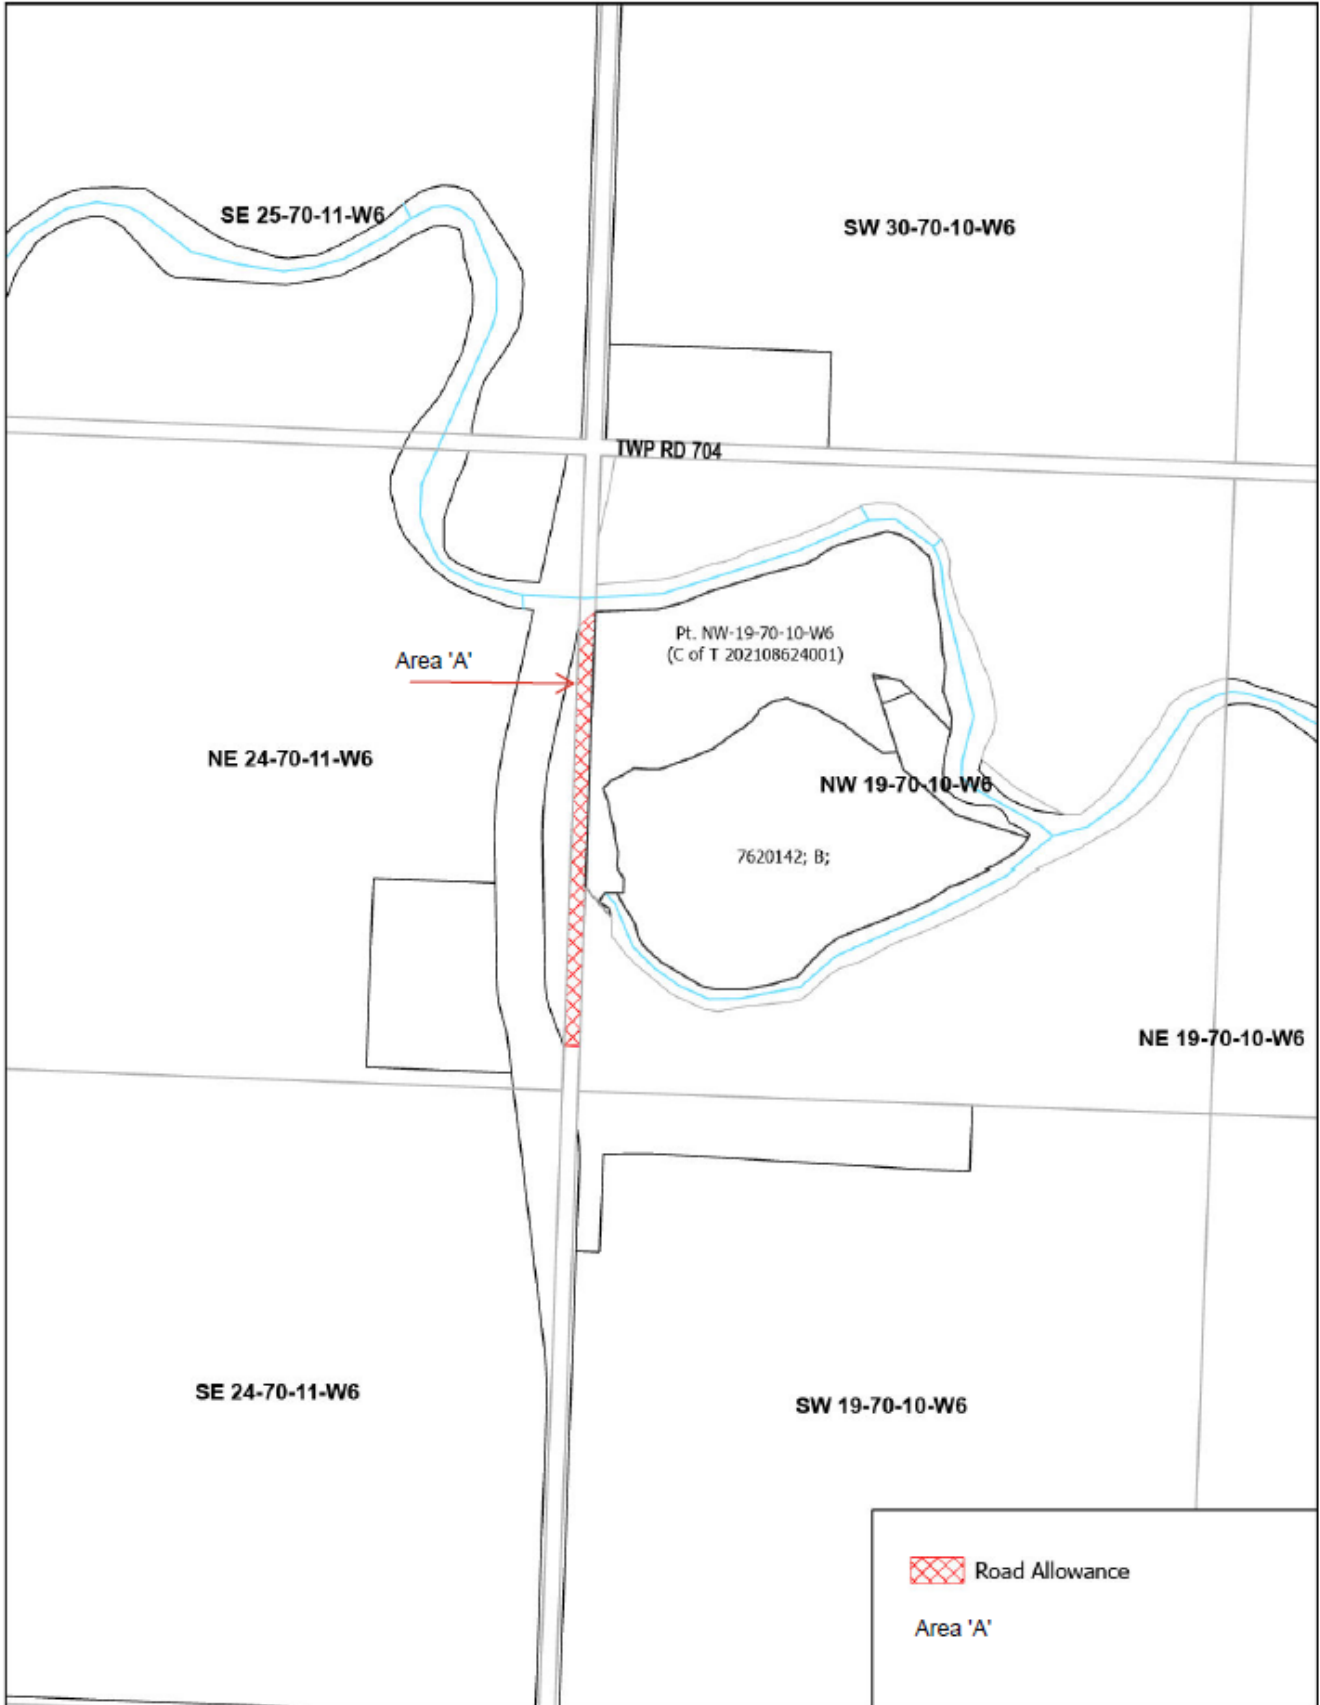 SE 25-70-11-W6
SW 30-70-10-W6
TWP RD 704
Pt. NW-19-70-10-W6
(C of T 202108624001)
Area 'A'
NE 24-70-11-W6
NW 19-70-10-W6
7620142; B;
NE 19-70-10-W6
SE 24-70-11-W6
SW 19-70-10-W6
Road Allowance
Area 'A'